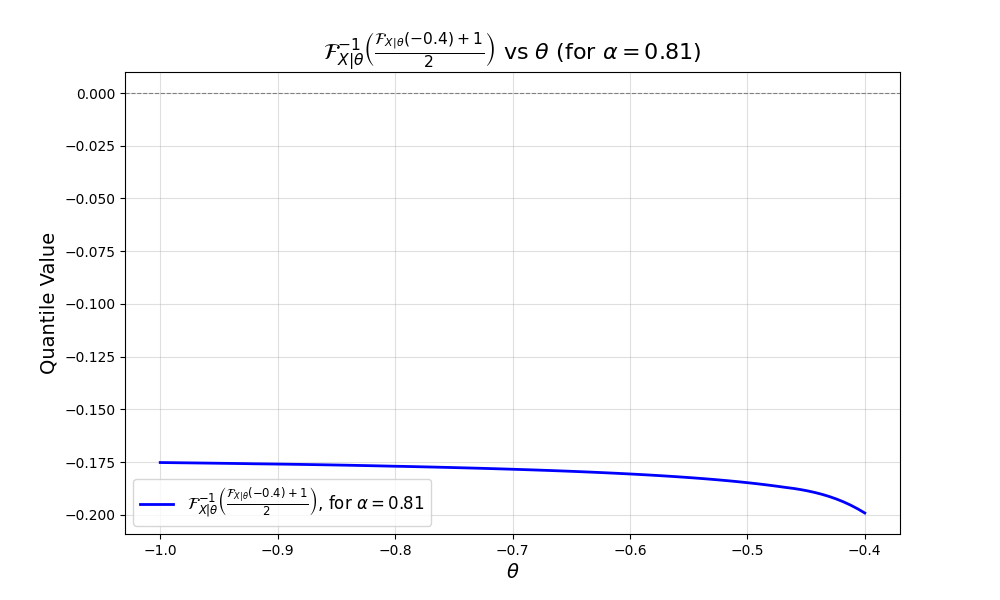 $\mathcal{F}_{X|\theta}^{-1}\left(\frac{\mathcal{F}_{X|\theta}(-0.4)+1}{2}\right)$ vs $\theta$ (for $\alpha = 0.81$)
Quantile Value
0.000
−0.025
−0.050
−0.075
−0.100
−0.125
−0.150
−0.175
−0.200
$\mathcal{F}_{X|\theta}^{-1}\left(\frac{\mathcal{F}_{X|\theta}(-0.4)+1}{2}\right)$, for $\alpha = 0.81$
−1.0 −0.9 −0.8 −0.7 −0.6 −0.5 −0.4
$\theta$